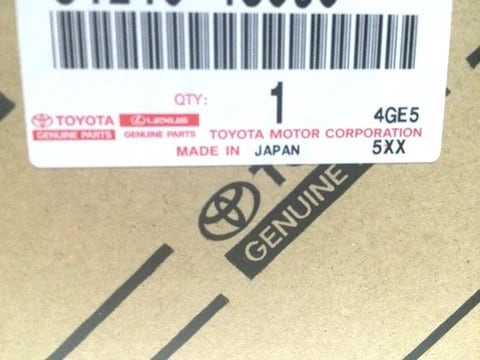 QTY: 1
TOYOTA LEXUS 4GE5
GENUINE PARTS GENUINE PARTS TOYOTA MOTOR CORPORATION
MADE IN JAPAN 5XX
GENUINE